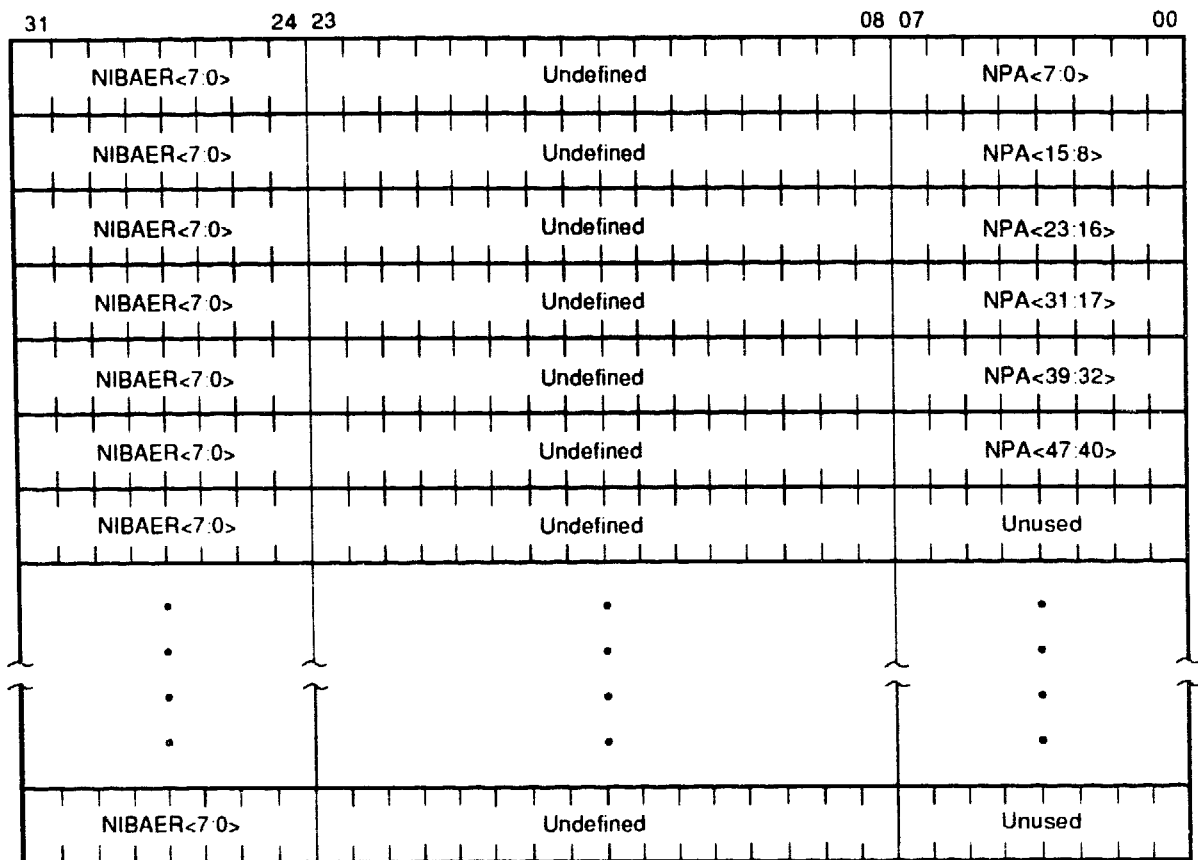 31 24 23 08 07 00
NIBAER<7:0> Undefined NPA<7:0>
NIBAER<7:0> Undefined NPA<15:8>
NIBAER<7:0> Undefined NPA<23:16>
NIBAER<7:0> Undefined NPA<31:17>
NIBAER<7:0> Undefined NPA<39:32>
NIBAER<7:0> Undefined NPA<47:40>
NIBAER<7:0> Undefined Unused
NIBAER<7:0> Undefined Unused